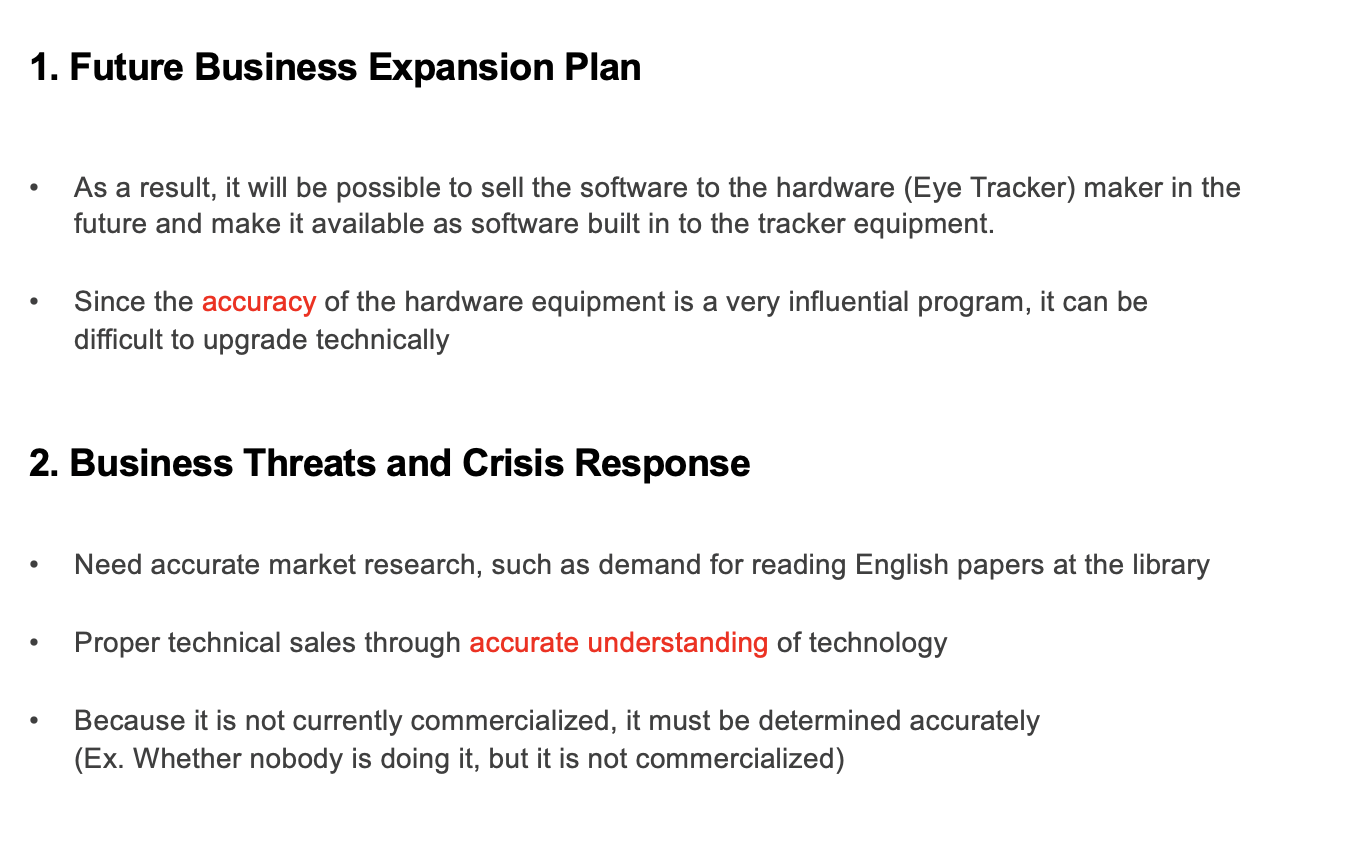 1. Future Business Expansion Plan
• As a result, it will be possible to sell the software to the hardware (Eye Tracker) maker in the
future and make it available as software built in to the tracker equipment.
• Since the accuracy of the hardware equipment is a very influential program, it can be
difficult to upgrade technically
2. Business Threats and Crisis Response
• Need accurate market research, such as demand for reading English papers at the library
• Proper technical sales through accurate understanding of technology
• Because it is not currently commercialized, it must be determined accurately
(Ex. Whether nobody is doing it, but it is not commercialized)